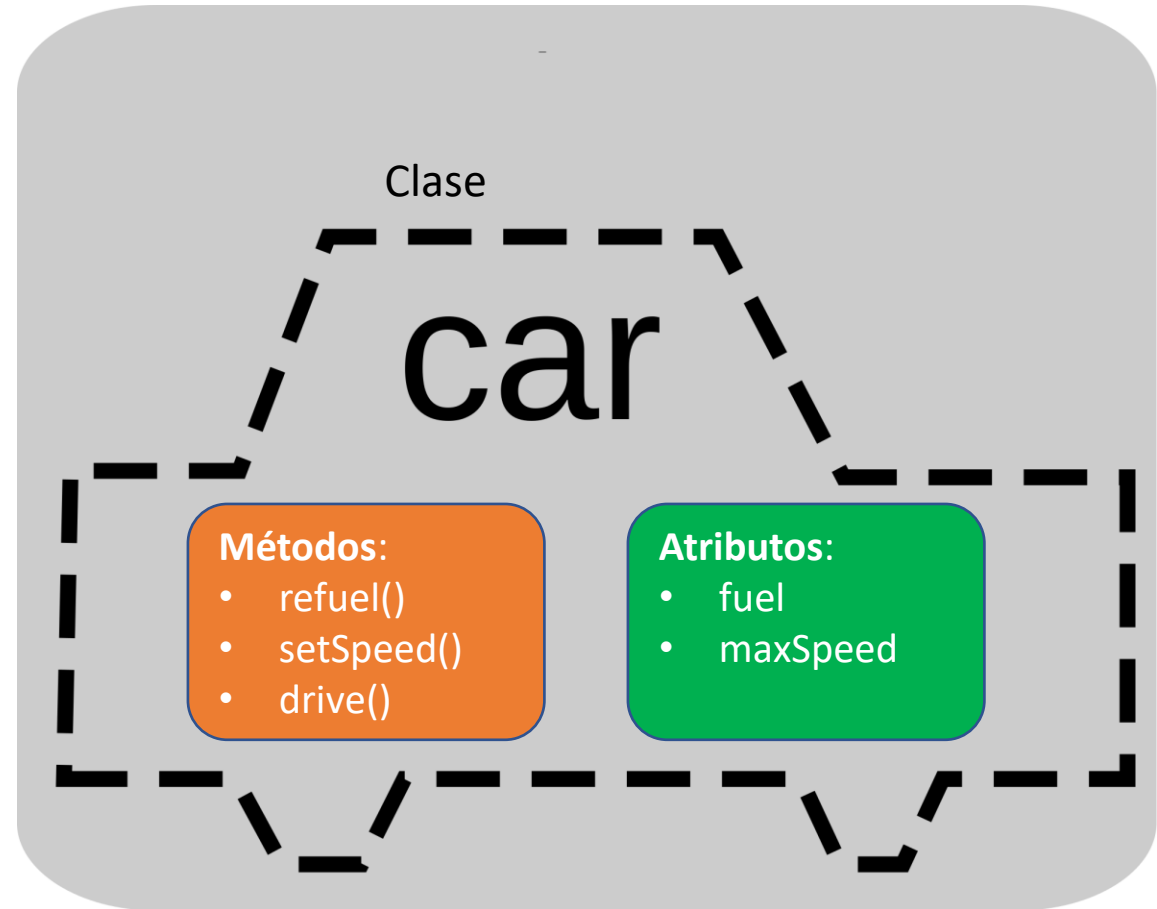 Clase
car
Métodos:
• refuel()
• setSpeed()
• drive()
Atributos:
• fuel
• maxSpeed